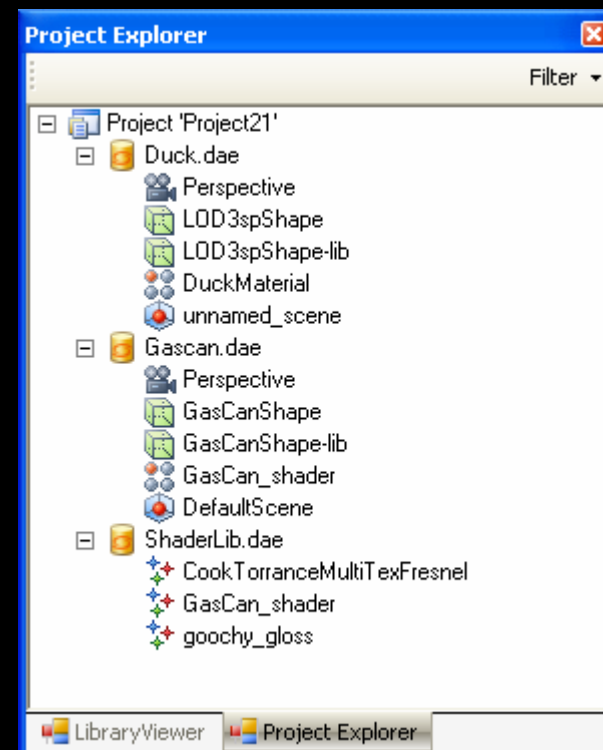 Project Explorer
Filter
Project 'Project21'
Duck.dae
Perspective
LOD3spShape
LOD3spShape-lib
DuckMaterial
unnamed_scene
Gascan.dae
Perspective
GasCanShape
GasCanShape-lib
GasCan_shader
DefaultScene
ShaderLib.dae
CookTorranceMultiTexFresnel
GasCan_shader
goochy_gloss
LibraryViewer Project Explorer